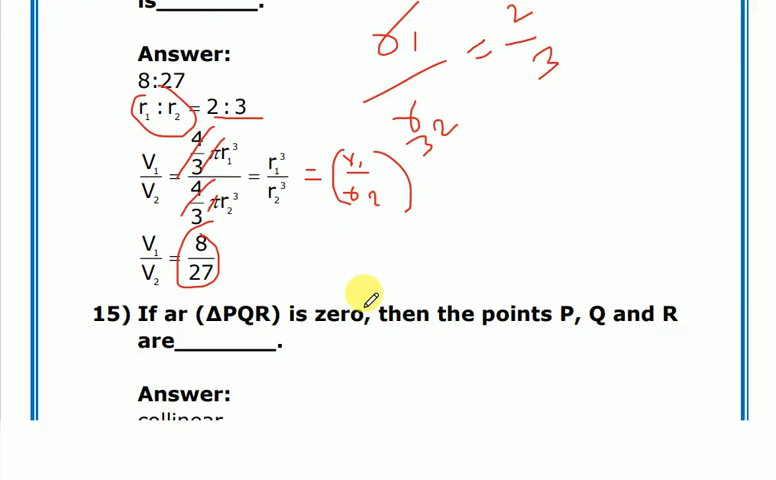 is________.
Answer:
8:27
r₁ : r₂ = 2 : 3
V₁/V₂ = (4/3 πr₁³)/(4/3 πr₂³) = r₁³/r₂³ = (r₁/r₂)³
r₁/r₂ = 2/3
V₁/V₂ = 8/27
15) If ar (ΔPQR) is zero, then the points P, Q and R
are________.
Answer:
collinear